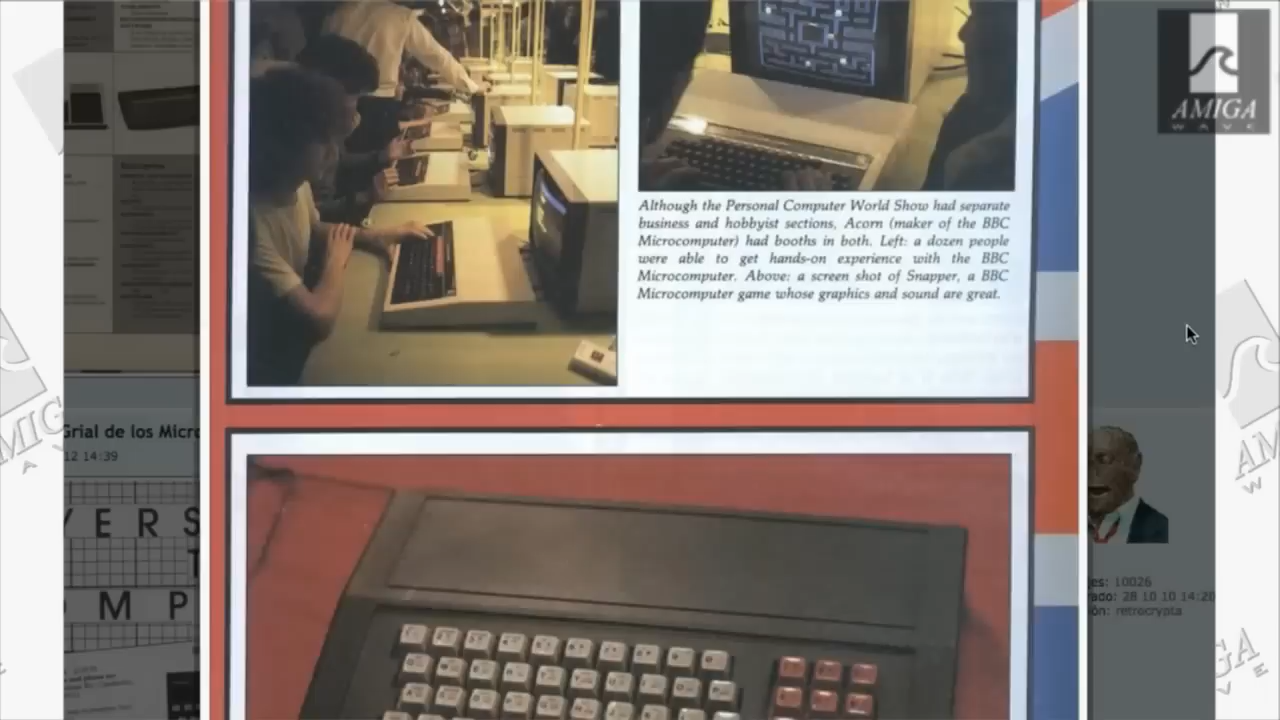 AMIGA
WAVE
Although the Personal Computer World Show had separate
business and hobbyist sections, Acorn (maker of the BBC
Microcomputer) had booths in both. Left: a dozen people
were able to get hands-on experience with the BBC
Microcomputer. Above: a screen shot of Snapper, a BBC
Microcomputer game whose graphics and sound are great.
Grial de los Micro
12 14:39
VERS
OMP
es: 10026
rado: 28 10 10 14:20
ón: retrocrypta